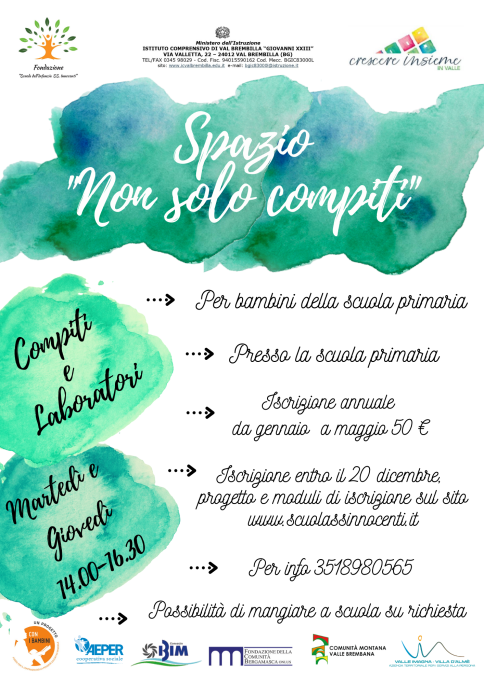 Fondazione
"Scuola dell'Infanzia SS. Innocenti"
Ministero dell'Istruzione
ISTITUTO COMPRENSIVO DI VAL BREMBILLA "GIOVANNI XXIII"
VIA VALLETTA, 22 – 24012 VAL BREMBILLA (BG)
TEL/FAX 0345 98029 - Cod. Fisc. 94015590162 Cod. Mecc. BGIC83000L
sito: www.icvalbrembilla.edu.it e-mail: bgic83000l@istruzione.it
crescere insieme
IN VALLE
Spazio
"Non solo compiti"
Compiti
e
Laboratori
Per bambini della scuola primaria
Presso la scuola primaria
Iscrizione annuale
da gennaio a maggio 50 €
Martedì e
Giovedì
14.00-16.30
Iscrizione entro il 20 dicembre,
progetto e moduli di iscrizione sul sito
www.scuolassinnocenti.it
Per info 3518980565
Possibilità di mangiare a scuola su richiesta
UN PROGETTO
CON
I BAMBINI
AEPER
cooperativa sociale
BIM
FONDAZIONE DELLA
COMUNITÀ
BERGAMASCA
COMUNITÀ MONTANA
VALLE BREMBANA
VALLE IMAGNA - VILLA D'ALMÈ